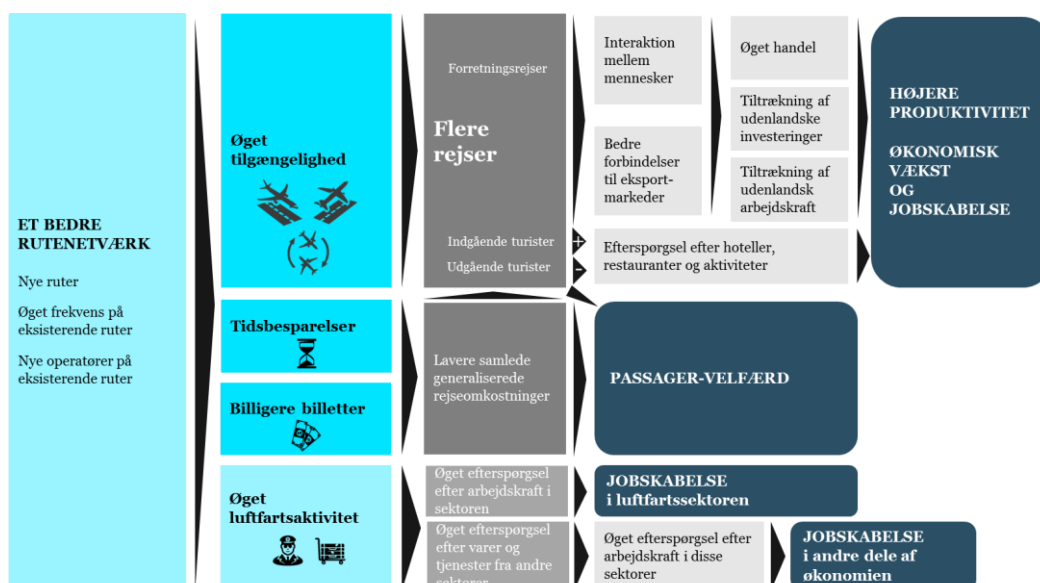 ET BEDRE
RUTENETVÆRK
Nye ruter
Øget frekvens på
eksisterende ruter
Nye operatører på
eksisterende ruter
Øget
tilgængelighed
Tidsbesparelser
Billigere billetter
Øget
luftfartsaktivitet
Forretningsrejser
Flere
rejser
Indgående turister
Udgående turister
+
-
Lavere samlede
generaliserede
rejseomkostninger
Øget efterspørgsel
efter arbejdskraft i
sektoren
Øget efterspørgsel
efter varer og
tjenester fra andre
sektorer
Interaktion
mellem
mennesker
Bedre
forbindelser
til eksport-
markeder
Øget handel
Tiltrækning af
udenlandske
investeringer
Tiltrækning af
udenlandsk
arbejdskraft
Efterspørgsel efter hoteller,
restauranter og aktiviteter
HØJERE
PRODUKTIVITET
ØKONOMISK
VÆKST
OG
JOBSKABELSE
PASSAGER-VELFÆRD
JOBSKABELSE
i luftfartssektoren
Øget efterspørgsel efter
arbejdskraft i disse
sektorer
JOBSKABELSE
i andre dele af
økonomien